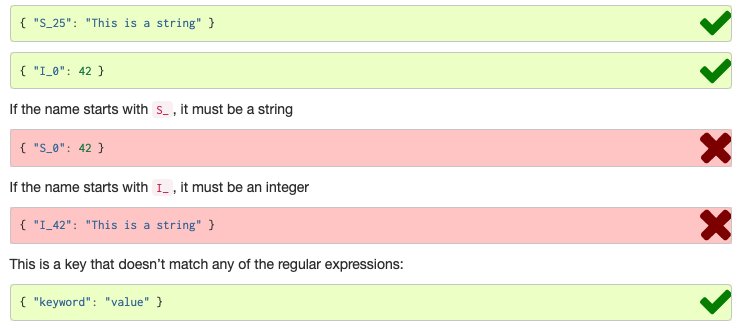 { "S_25": "This is a string" }
{ "I_0": 42 }
If the name starts with S_, it must be a string
{ "S_0": 42 }
If the name starts with I_, it must be an integer
{ "I_42": "This is a string" }
This is a key that doesn’t match any of the regular expressions:
{ "keyword": "value" }